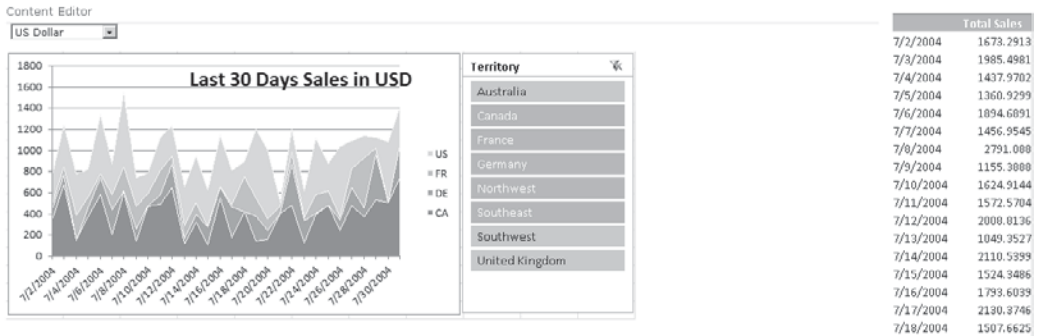 Content Editor
US Dollar
Last 30 Days Sales in USD
1800
1600
1400
1200
1000
800
600
400
200
0
7/2/2004
7/4/2004
7/6/2004
7/8/2004
7/10/2004
7/12/2004
7/14/2004
7/16/2004
7/18/2004
7/20/2004
7/22/2004
7/24/2004
7/26/2004
7/28/2004
7/30/2004
US
FR
DE
CA
Territory
Australia
Canada
France
Germany
Northwest
Southeast
Southwest
United Kingdom
Total Sales
7/2/2004 1673.2913
7/3/2004 1985.4981
7/4/2004 1437.9702
7/5/2004 1360.9299
7/6/2004 1894.6891
7/7/2004 1456.9545
7/8/2004 2791.088
7/9/2004 1155.3888
7/10/2004 1624.9144
7/11/2004 1572.5704
7/12/2004 2008.8136
7/13/2004 1049.3527
7/14/2004 2110.5399
7/15/2004 1524.3486
7/16/2004 1793.6039
7/17/2004 2130.3746
7/18/2004 1507.6625